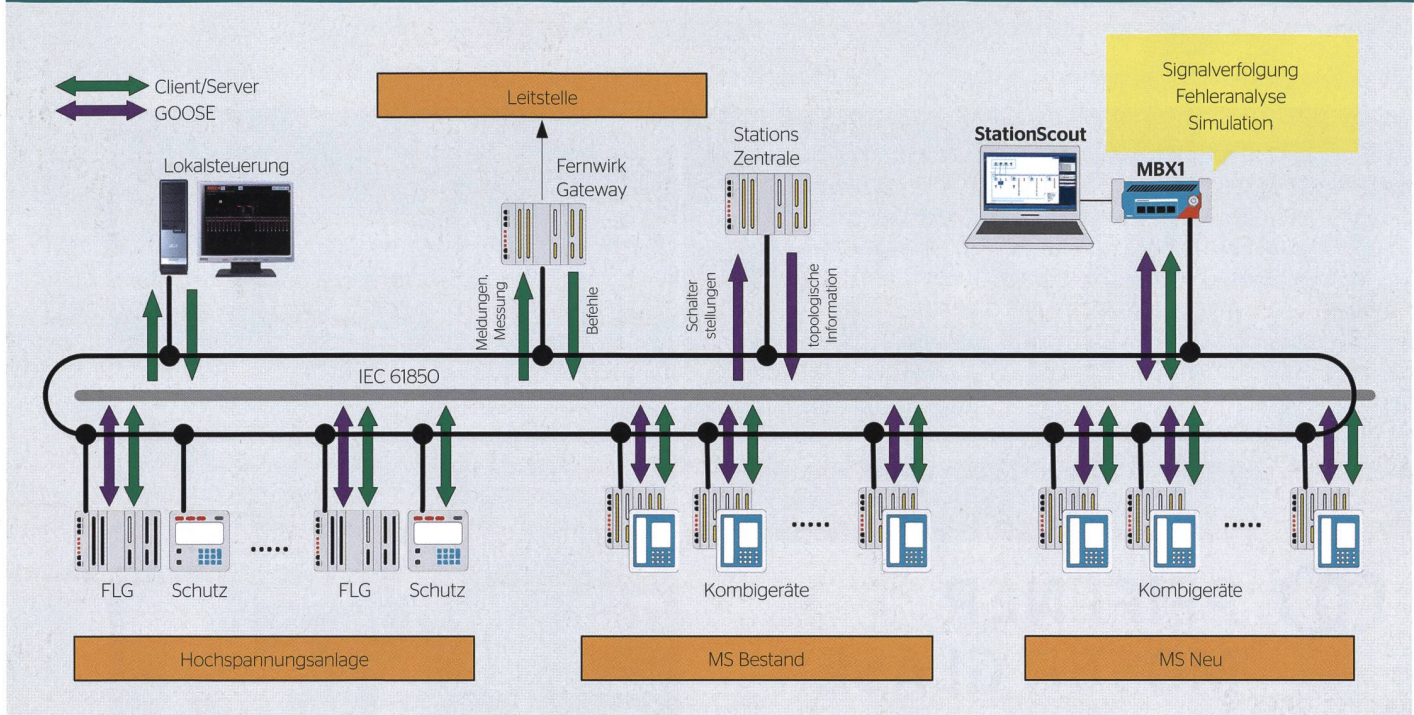 Client/Server
GOOSE
Leitstelle
Signalverfolgung
Fehleranalyse
Simulation
Lokalsteuerung
Fernwirk
Gateway
Stations
Zentrale
StationScout
MBX1
Meldungen,
Messung
Befehle
Schalter
stellungen
topologische
Information
IEC 61850
FLG
Schutz
FLG
Schutz
Kombigeräte
Kombigeräte
Hochspannungsanlage
MS Bestand
MS Neu